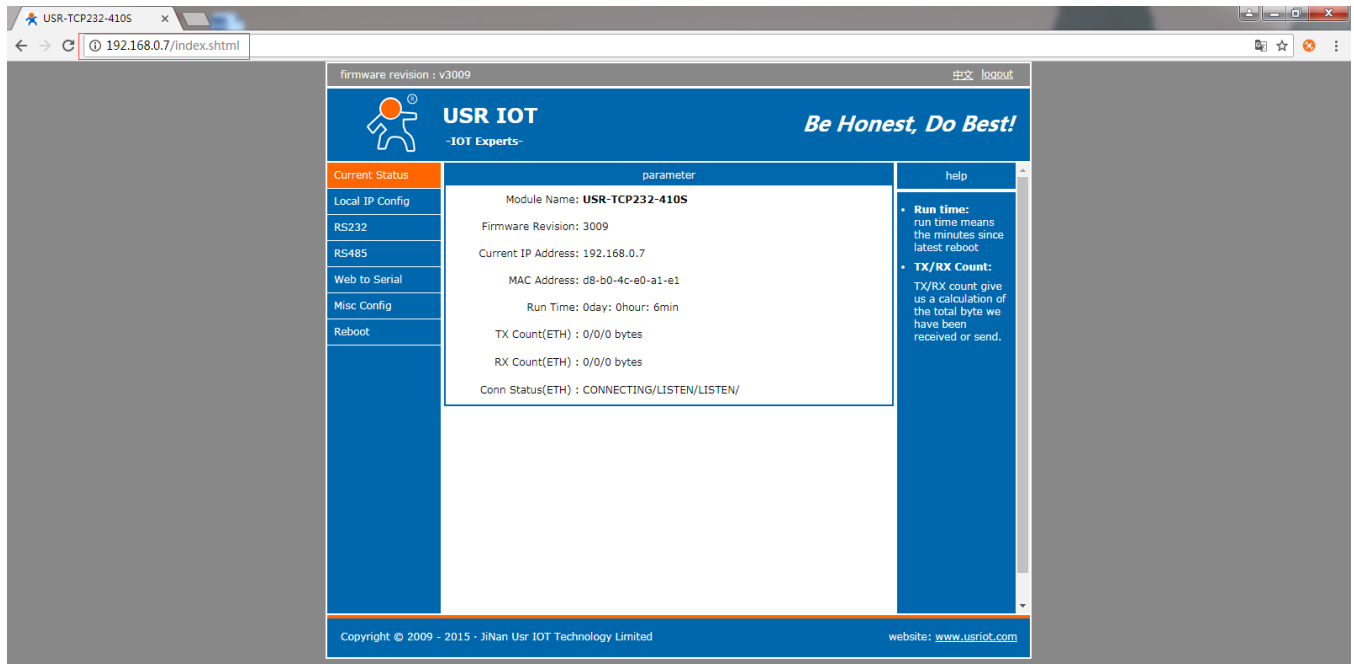 USR-TCP232-410S
192.168.0.7/index.shtml
firmware revision : v3009
中文 logout
®
USR IOT
-IOT Experts-
Be Honest, Do Best!
Current Status
Local IP Config
RS232
RS485
Web to Serial
Misc Config
Reboot
parameter
Module Name: USR-TCP232-410S
Firmware Revision: 3009
Current IP Address: 192.168.0.7
MAC Address: d8-b0-4c-e0-a1-e1
Run Time: 0day: 0hour: 6min
TX Count(ETH) : 0/0/0 bytes
RX Count(ETH) : 0/0/0 bytes
Conn Status(ETH) : CONNECTING/LISTEN/LISTEN/
help
• Run time:
run time means
the minutes since
latest reboot
• TX/RX Count:
TX/RX count give
us a calculation of
the total byte we
have been
received or send.
Copyright © 2009 - 2015 · JiNan Usr IOT Technology Limited
website: www.usriot.com